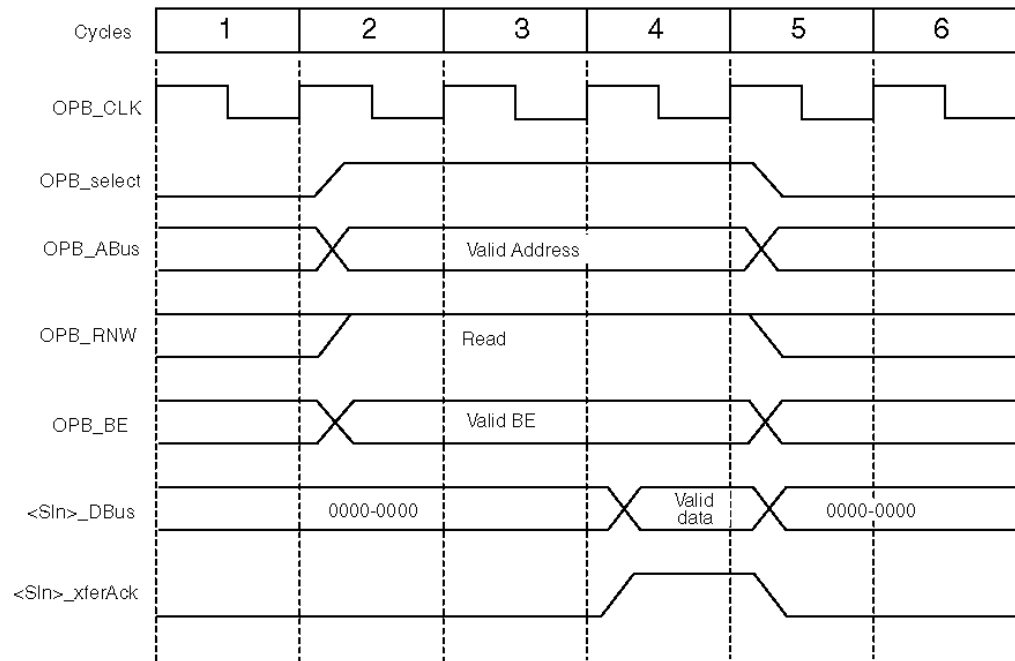 Cycles 1 2 3 4 5 6
OPB_CLK
OPB_select
OPB_ABus Valid Address
OPB_RNW Read
OPB_BE Valid BE
<Sln>_DBus 0000-0000 Valid data 0000-0000
<Sln>_xferAck